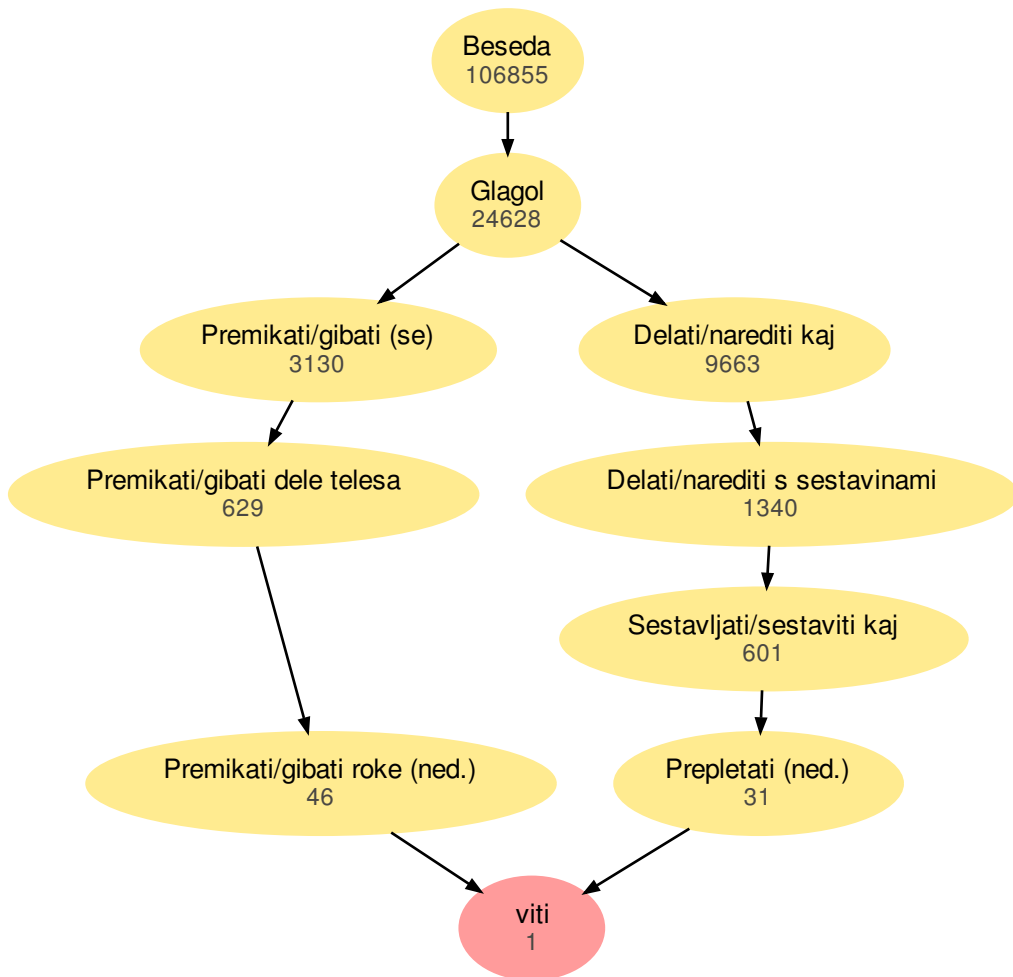 Beseda
106855
Glagol
24628
Premikati/gibati (se)
3130
Delati/narediti kaj
9663
Premikati/gibati dele telesa
629
Delati/narediti s sestavinami
1340
Sestavljati/sestaviti kaj
601
Premikati/gibati roke (ned.)
46
Prepletati (ned.)
31
viti
1